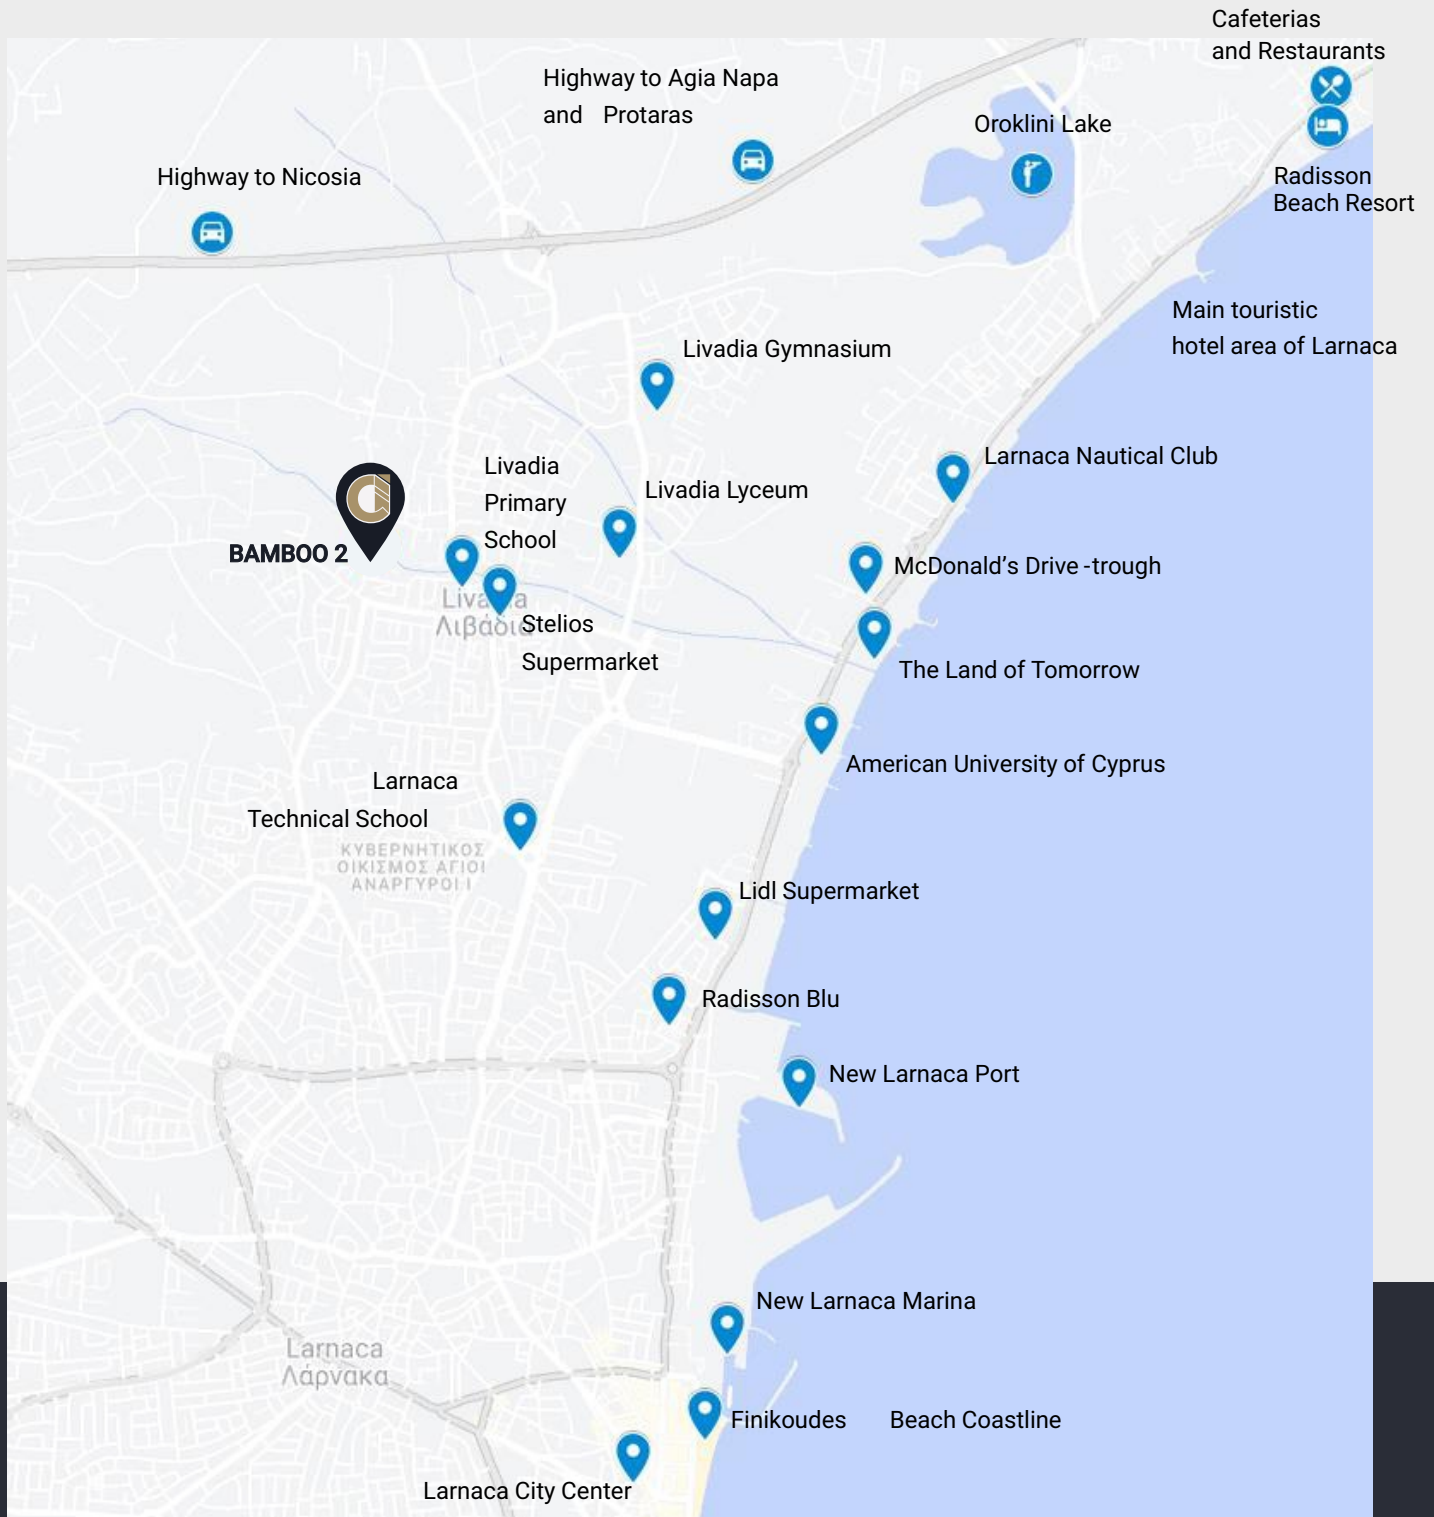 Cafeterias
and Restaurants
Highway to Agia Napa
and Protaras
Oroklini Lake
Highway to Nicosia
Radisson
Beach Resort
Main touristic
hotel area of Larnaca
Livadia Gymnasium
Larnaca Nautical Club
Livadia
Primary
School
Livadia Lyceum
BAMBOO 2
McDonald's Drive -trough
Λιβάδια
Stelios
Supermarket
The Land of Tomorrow
American University of Cyprus
Larnaca
Technical School
ΚΥΒΕΡΝΗΤΙΚΟΣ
ΟΙΚΙΣΜΟΣ ΑΓΙΟΙ
ΑΝΑΡΓΥΡΟΙ Ι
Lidl Supermarket
Radisson Blu
New Larnaca Port
New Larnaca Marina
Larnaca
Λάρνακα
Finikoudes Beach Coastline
Larnaca City Center